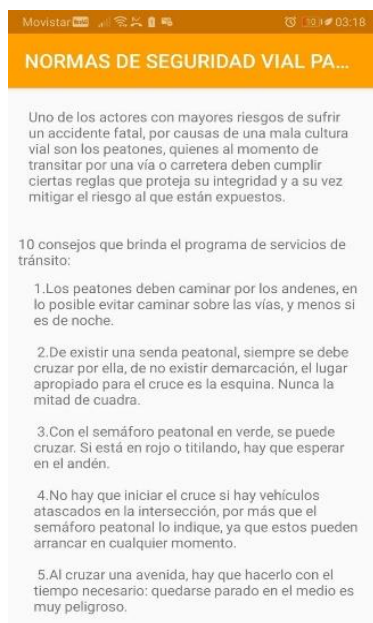 Movistar 03:18
NORMAS DE SEGURIDAD VIAL PA...
Uno de los actores con mayores riesgos de sufrir
un accidente fatal, por causas de una mala cultura
vial son los peatones, quienes al momento de
transitar por una vía o carretera deben cumplir
ciertas reglas que proteja su integridad y a su vez
mitigar el riesgo al que están expuestos.
10 consejos que brinda el programa de servicios de
tránsito:
1.Los peatones deben caminar por los andenes, en
lo posible evitar caminar sobre las vías, y menos si
es de noche.
2.De existir una senda peatonal, siempre se debe
cruzar por ella, de no existir demarcación, el lugar
apropiado para el cruce es la esquina. Nunca la
mitad de cuadra.
3.Con el semáforo peatonal en verde, se puede
cruzar. Si está en rojo o titilando, hay que esperar
en el andén.
4.No hay que iniciar el cruce si hay vehículos
atascados en la intersección, por más que el
semáforo peatonal lo indique, ya que estos pueden
arrancar en cualquier momento.
5.Al cruzar una avenida, hay que hacerlo con el
tiempo necesario: quedarse parado en el medio es
muy peligroso.